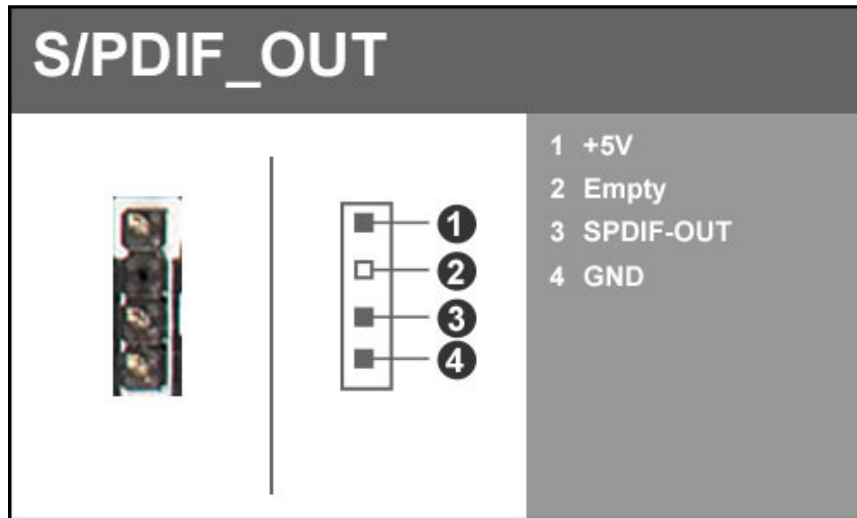 S/PDIF_OUT
1 +5V
2 Empty
3 SPDIF-OUT
4 GND
1
2
3
4